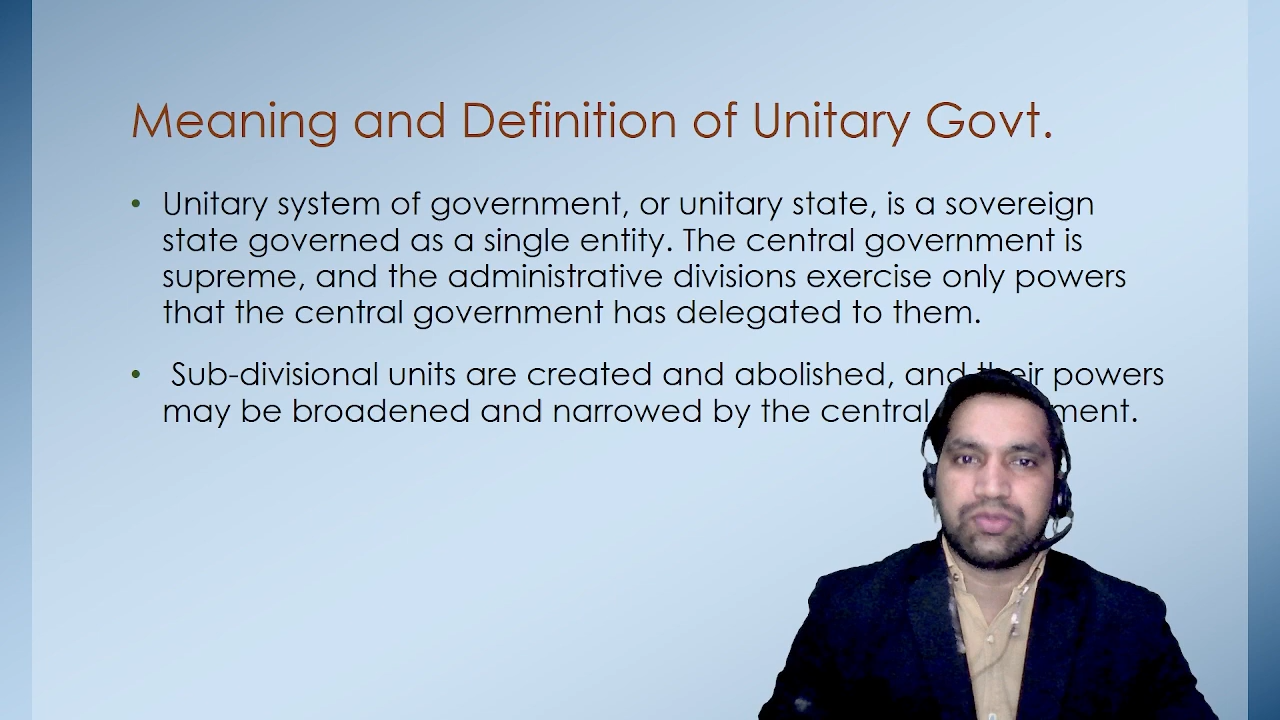 Meaning and Definition of Unitary Govt.
• Unitary system of government, or unitary state, is a sovereign
state governed as a single entity. The central government is
supreme, and the administrative divisions exercise only powers
that the central government has delegated to them.
• Sub-divisional units are created and abolished, and their powers
may be broadened and narrowed by the central